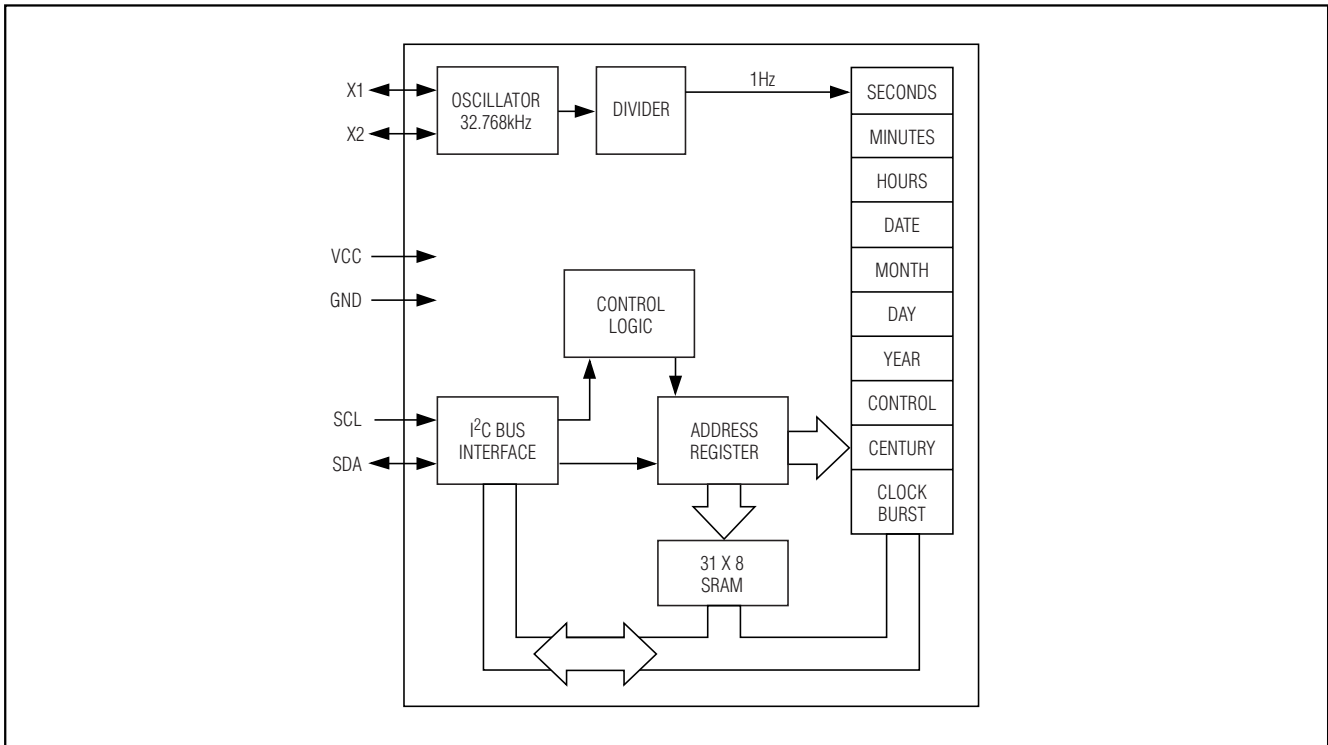 X1
X2
OSCILLATOR
32.768kHz
DIVIDER
1Hz
VCC
GND
CONTROL
LOGIC
SCL
SDA
I²C BUS
INTERFACE
ADDRESS
REGISTER
31 X 8
SRAM
SECONDS
MINUTES
HOURS
DATE
MONTH
DAY
YEAR
CONTROL
CENTURY
CLOCK
BURST